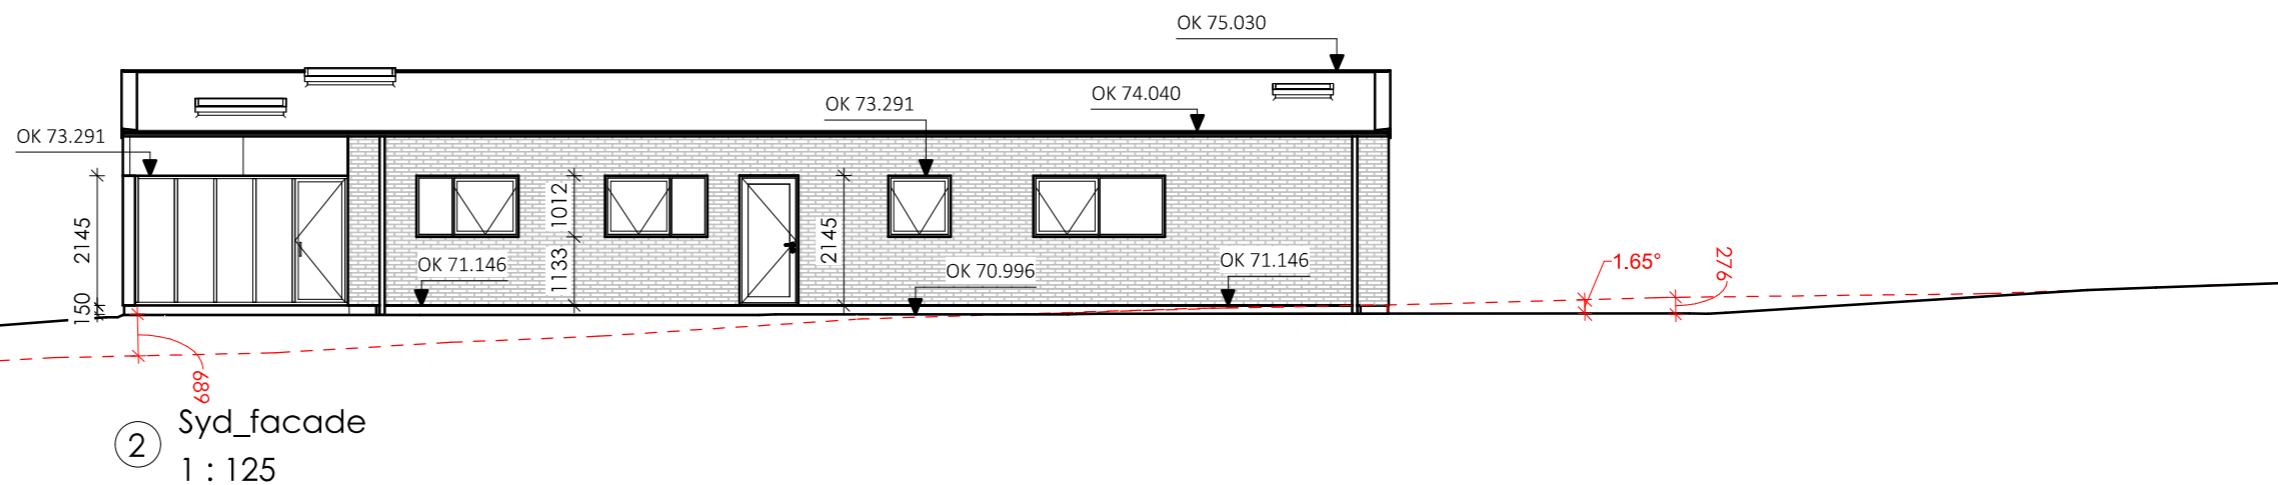 OK 75.030
OK 74.040
OK 73.291
OK 73.291
2145
150
1012
1133
2145
OK 71.146
OK 70.996
OK 71.146
1.65°
276
689
2
Syd_facade
1 : 125